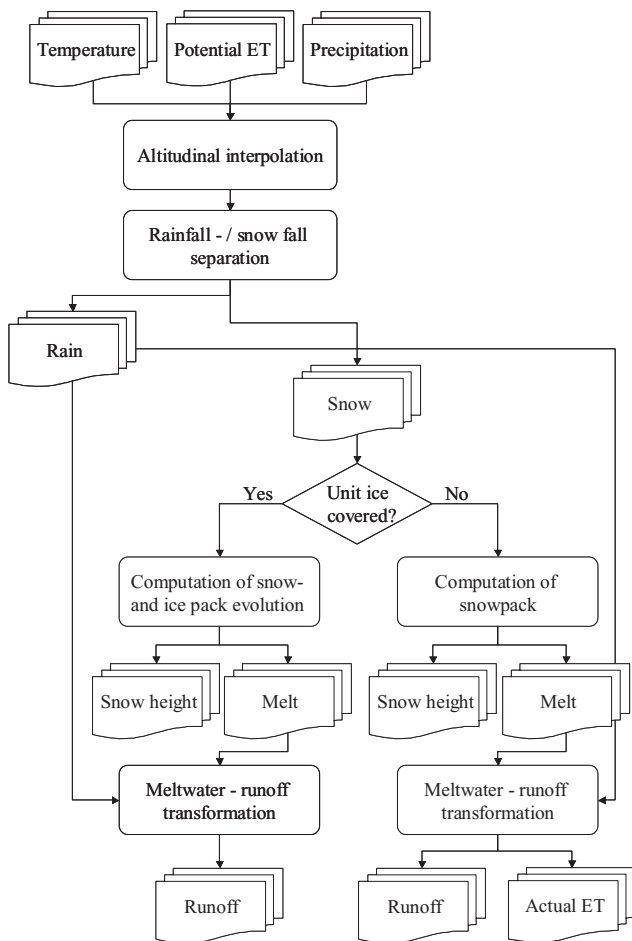 Temperature
Potential ET
Precipitation
Altitudinal interpolation
Rainfall - / snow fall
separation
Rain
Snow
Yes
Unit ice
covered?
No
Computation of snow-
and ice pack evolution
Computation of
snowpack
Snow height
Melt
Snow height
Melt
Meltwater - runoff
transformation
Meltwater - runoff
transformation
Runoff
Runoff
Actual ET